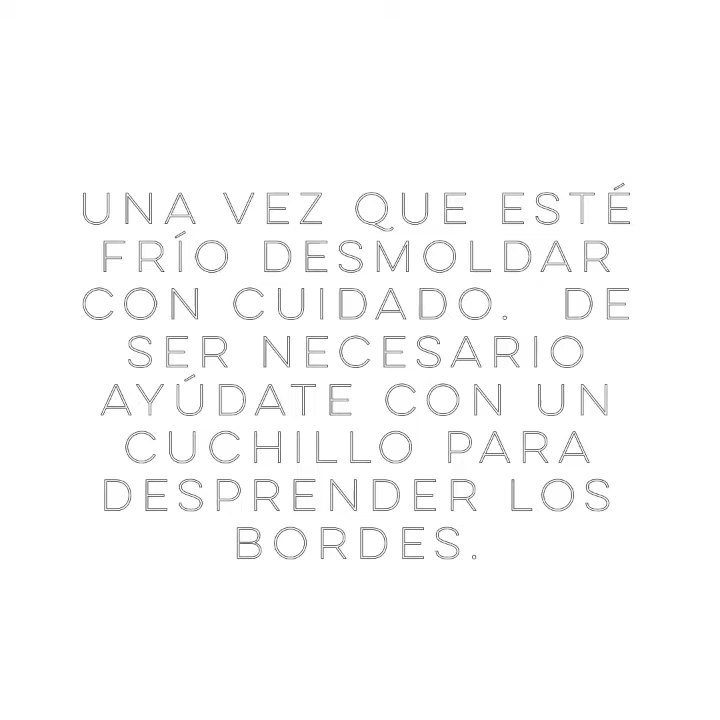 UNA VEZ QUE ESTÉ
FRÍO DESMOLDAR
CON CUIDADO. DE
SER NECESARIO
AYÚDATE CON UN
CUCHILLO PARA
DESPRENDER LOS
BORDES.